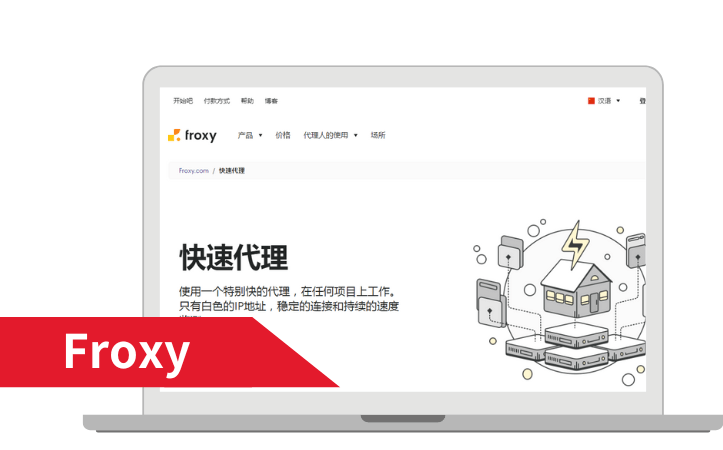 开始吧 付款方式 帮助 博客 汉语 ▼ 登
froxy 产品 ▼ 价格 代理人的使用 ▼ 场所
Froxy.com / 快速代理
快速代理
使用一个特别快的代理，在任何项目上工作。
只有白色的IP地址，稳定的连接和持续的速度
Froxy